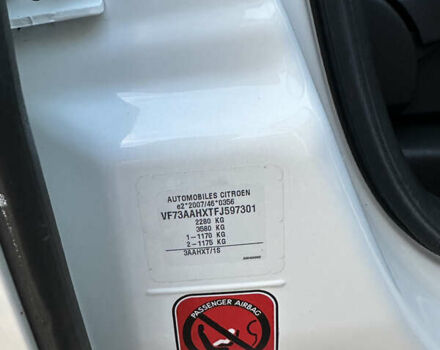 AUTOMOBILES CITROEN
e2*2007/46*0356
VF73AAHXTFJ597301
2280 KG
3580 KG
1-1170 KG
2-1175 KG
3AAHXT/16
PASSENGER AIRBAG